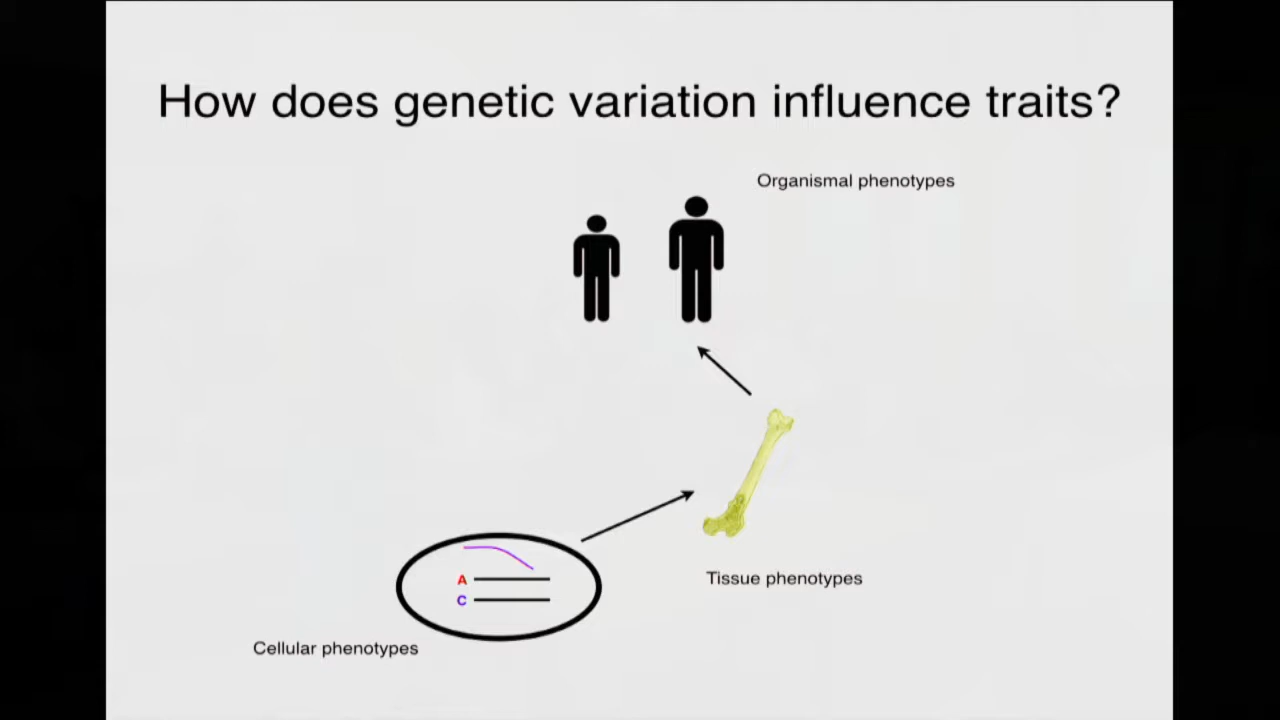 How does genetic variation influence traits?
Organismal phenotypes
A
C
Tissue phenotypes
Cellular phenotypes